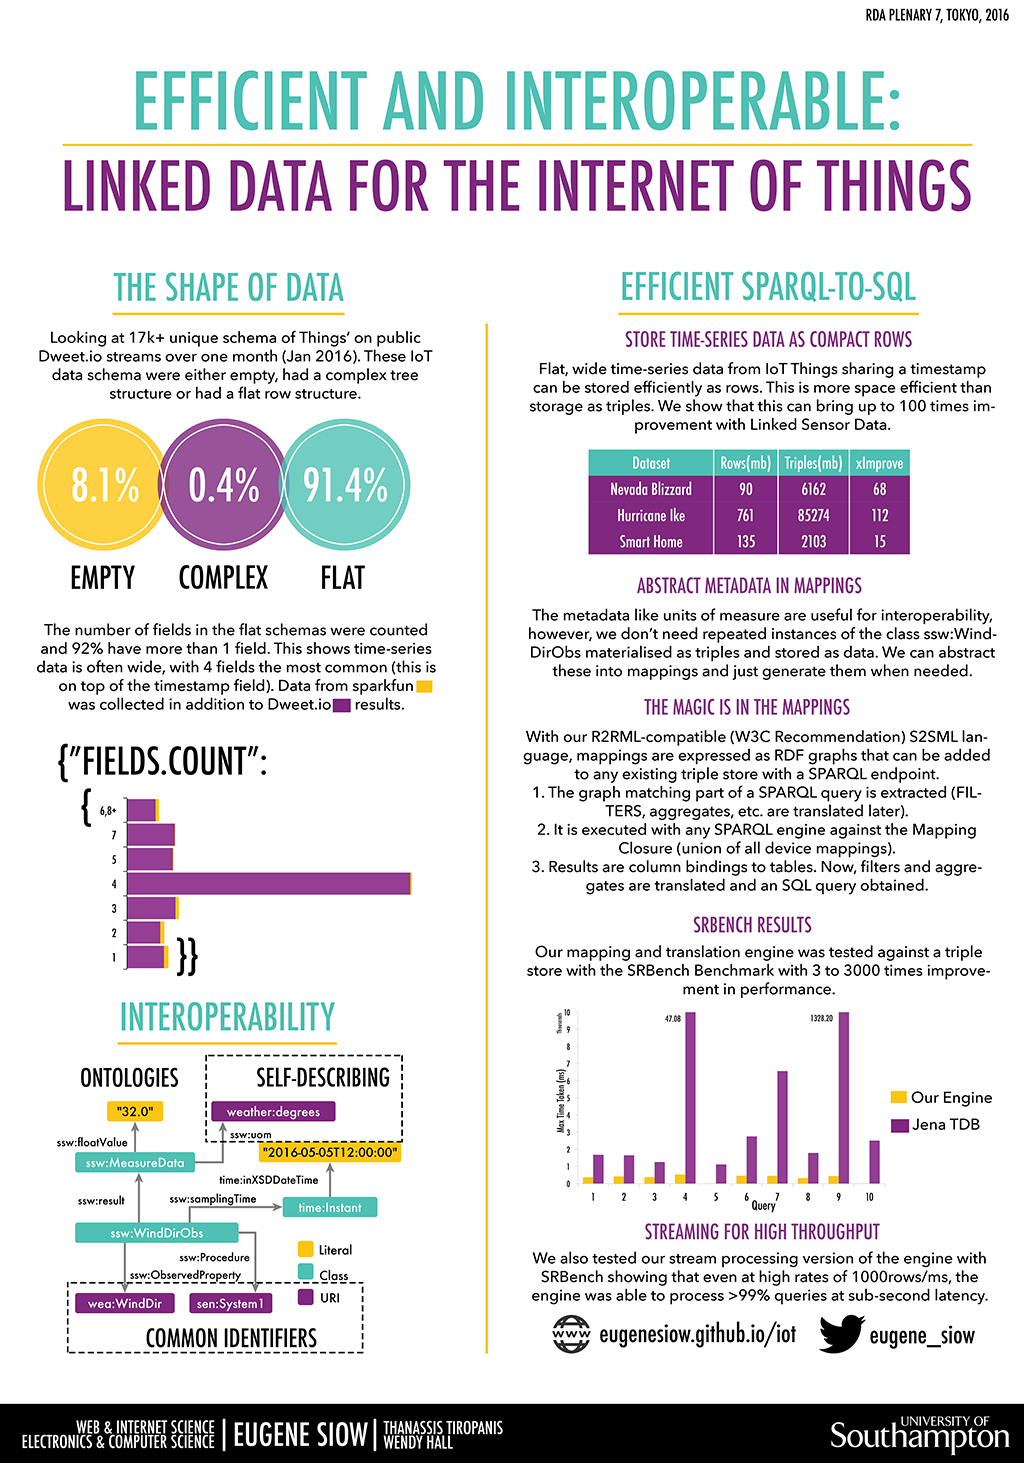 RDA PLENARY 7, TOKYO, 2016
EFFICIENT AND INTEROPERABLE:
LINKED DATA FOR THE INTERNET OF THINGS
THE SHAPE OF DATA
Looking at 17k+ unique schema of Things‘ on public
Dweet.io streams over one month (Jan 2016). These IoT
data schema were either empty, had a complex tree
structure or had a flat row structure.
8.1% 0.4% 91.4%
EMPTY COMPLEX FLAT
The number of fields in the flat schemas were counted
and 92% have more than 1 field. This shows time-series
data is often wide, with 4 fields the most common (this is
on top of the timestamp field). Data from sparkfun
was collected in addition to Dweet.io results.
{”FIELDS.COUNT”:
{
6,8+
7
5
4
3
2
1
}}
INTEROPERABILITY
ONTOLOGIES
SELF-DESCRIBING
"32.0"
weather:degrees
ssw:floatValue
ssw:uom
"2016-05-05T12:00:00"
ssw:MeasureData
time:inXSDDateTime
ssw:result
ssw:samplingTime
time:Instant
ssw:WindDirObs
Literal
ssw:Procedure
ssw:ObservedProperty
Class
URI
wea:WindDir
sen:System1
COMMON IDENTIFIERS
EFFICIENT SPARQL-TO-SQL
STORE TIME-SERIES DATA AS COMPACT ROWS
Flat, wide time-series data from IoT Things sharing a timestamp
can be stored efficiently as rows. This is more space efficient than
storage as triples. We show that this can bring up to 100 times im-
provement with Linked Sensor Data.
Dataset Rows(mb) Triples(mb) xImprove
Nevada Blizzard 90 6162 68
Hurricane Ike 761 85274 112
Smart Home 135 2103 15
ABSTRACT METADATA IN MAPPINGS
The metadata like units of measure are useful for interoperability,
however, we don’t need repeated instances of the class ssw:Wind-
DirObs materialised as triples and stored as data. We can abstract
these into mappings and just generate them when needed.
THE MAGIC IS IN THE MAPPINGS
With our R2RML-compatible (W3C Recommendation) S2SML lan-
guage, mappings are expressed as RDF graphs that can be added
to any existing triple store with a SPARQL endpoint.
1. The graph matching part of a SPARQL query is extracted (FIL-
TERS, aggregates, etc. are translated later).
2. It is executed with any SPARQL engine against the Mapping
Closure (union of all device mappings).
3. Results are column bindings to tables. Now, filters and aggre-
gates are translated and an SQL query obtained.
SRBENCH RESULTS
Our mapping and translation engine was tested against a triple
store with the SRBench Benchmark with 3 to 3000 times improve-
ment in performance.
Max Time Taken (ms)
Thousands
10
9
8
7
6
5
4
3
2
1
0
47.08
1328.20
1 2 3 4 5 6 7 8 9 10
Query
Our Engine
Jena TDB
STREAMING FOR HIGH THROUGHPUT
We also tested our stream processing version of the engine with
SRBench showing that even at high rates of 1000rows/ms, the
engine was able to process >99% queries at sub-second latency.
WWW
eugenesiow.github.io/iot
eugene_siow
WEB & INTERNET SCIENCE
ELECTRONICS & COMPUTER SCIENCE
EUGENE SIOW
THANASSIS TIROPANIS
WENDY HALL
UNIVERSITY OF
Southampton